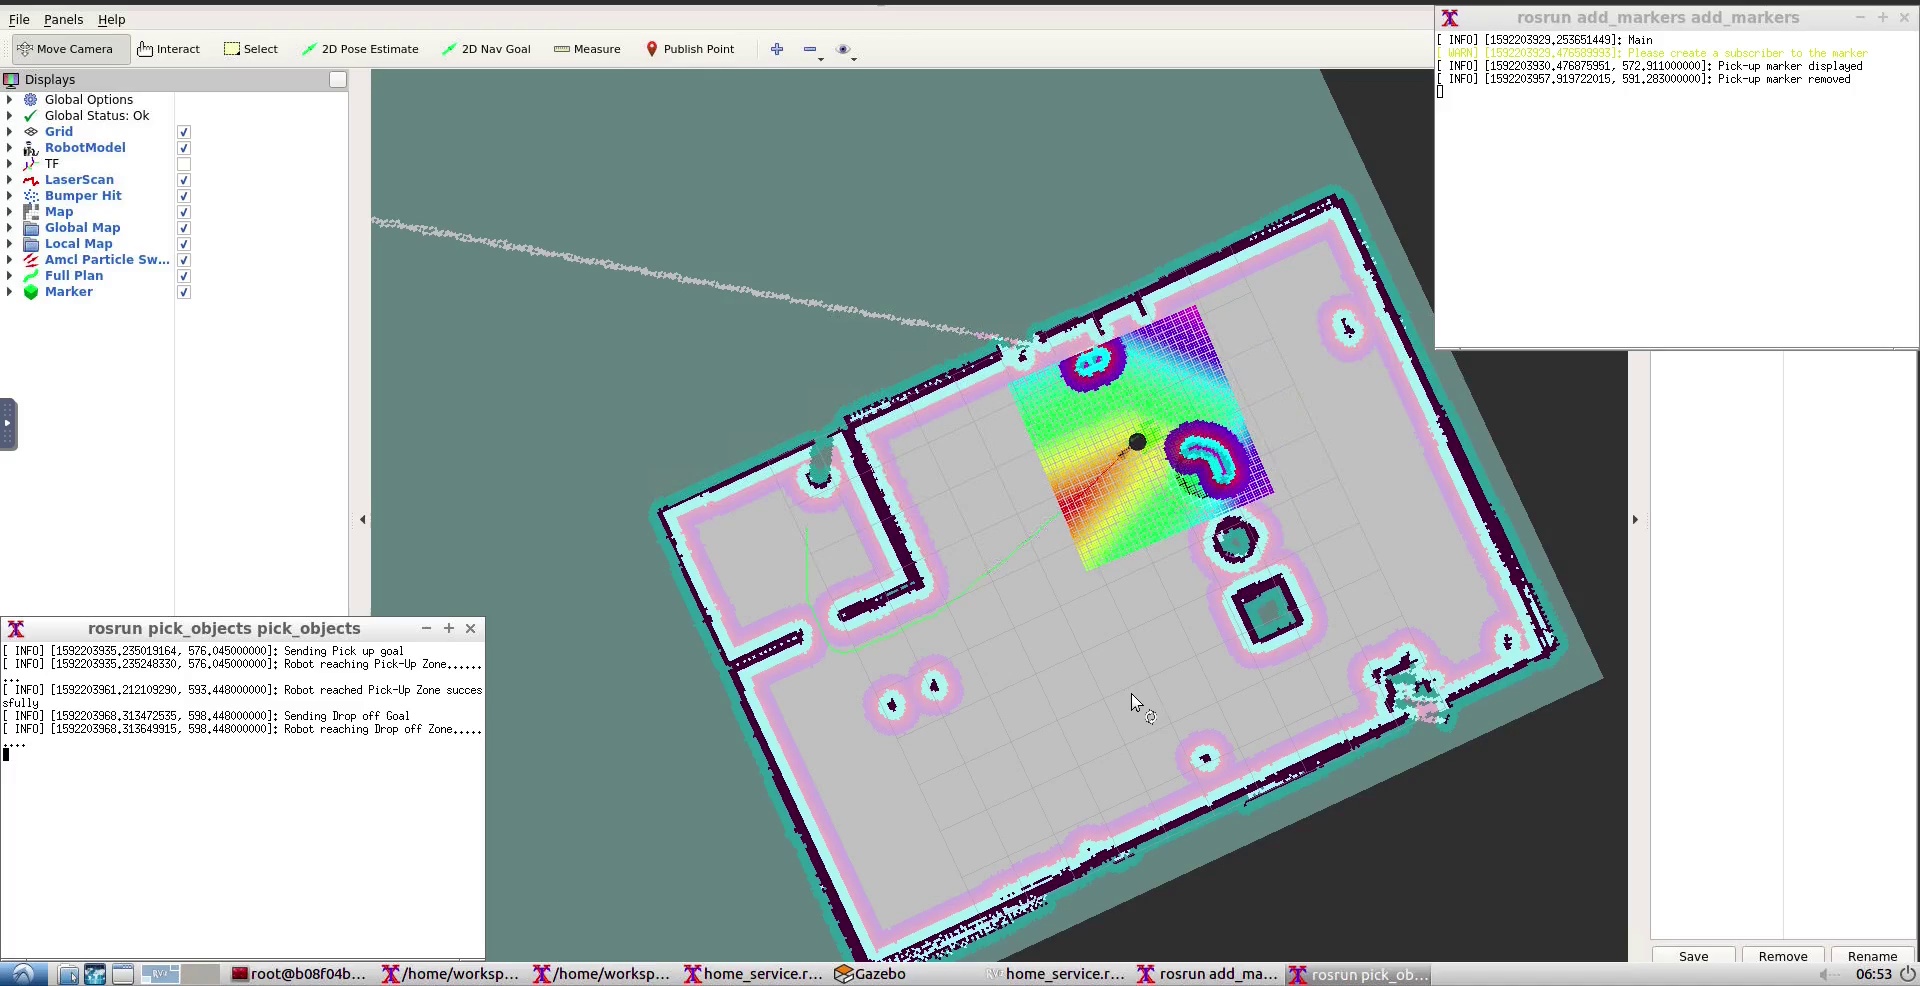 File Panels Help
rosrun add_markers add_markers
Move Camera Interact Select 2D Pose Estimate 2D Nav Goal Measure Publish Point
[ INFO] [1592203929.253651449]: Main
[ WARN] [1592203929.476589993]: Please create a subscriber to the marker
[ INFO] [1592203930.476875951, 572.911000000]: Pick-up marker displayed
[ INFO] [1592203957.919722015, 591.283000000]: Pick-up marker removed
Displays
Global Options
Global Status: Ok
Grid
RobotModel
TF
LaserScan
Bumper Hit
Map
Global Map
Local Map
Amcl Particle Sw...
Full Plan
Marker
rosrun pick_objects pick_objects
[ INFO] [1592203935.235019164, 576.045000000]: Sending Pick up goal
[ INFO] [1592203935.235248330, 576.045000000]: Robot reaching Pick-Up Zone......
...
[ INFO] [1592203961.212109290, 593.448000000]: Robot reached Pick-Up Zone succes
sfully
[ INFO] [1592203968.313472535, 598.448000000]: Sending Drop off Goal
[ INFO] [1592203968.313649915, 598.448000000]: Robot reaching Drop off Zone.....
....
Save Remove Rename
root@b08f04b... /home/worksp... /home/worksp... home_service.r... Gazebo home_service.r... rosrun add_ma... rosrun pick_ob... 06:53